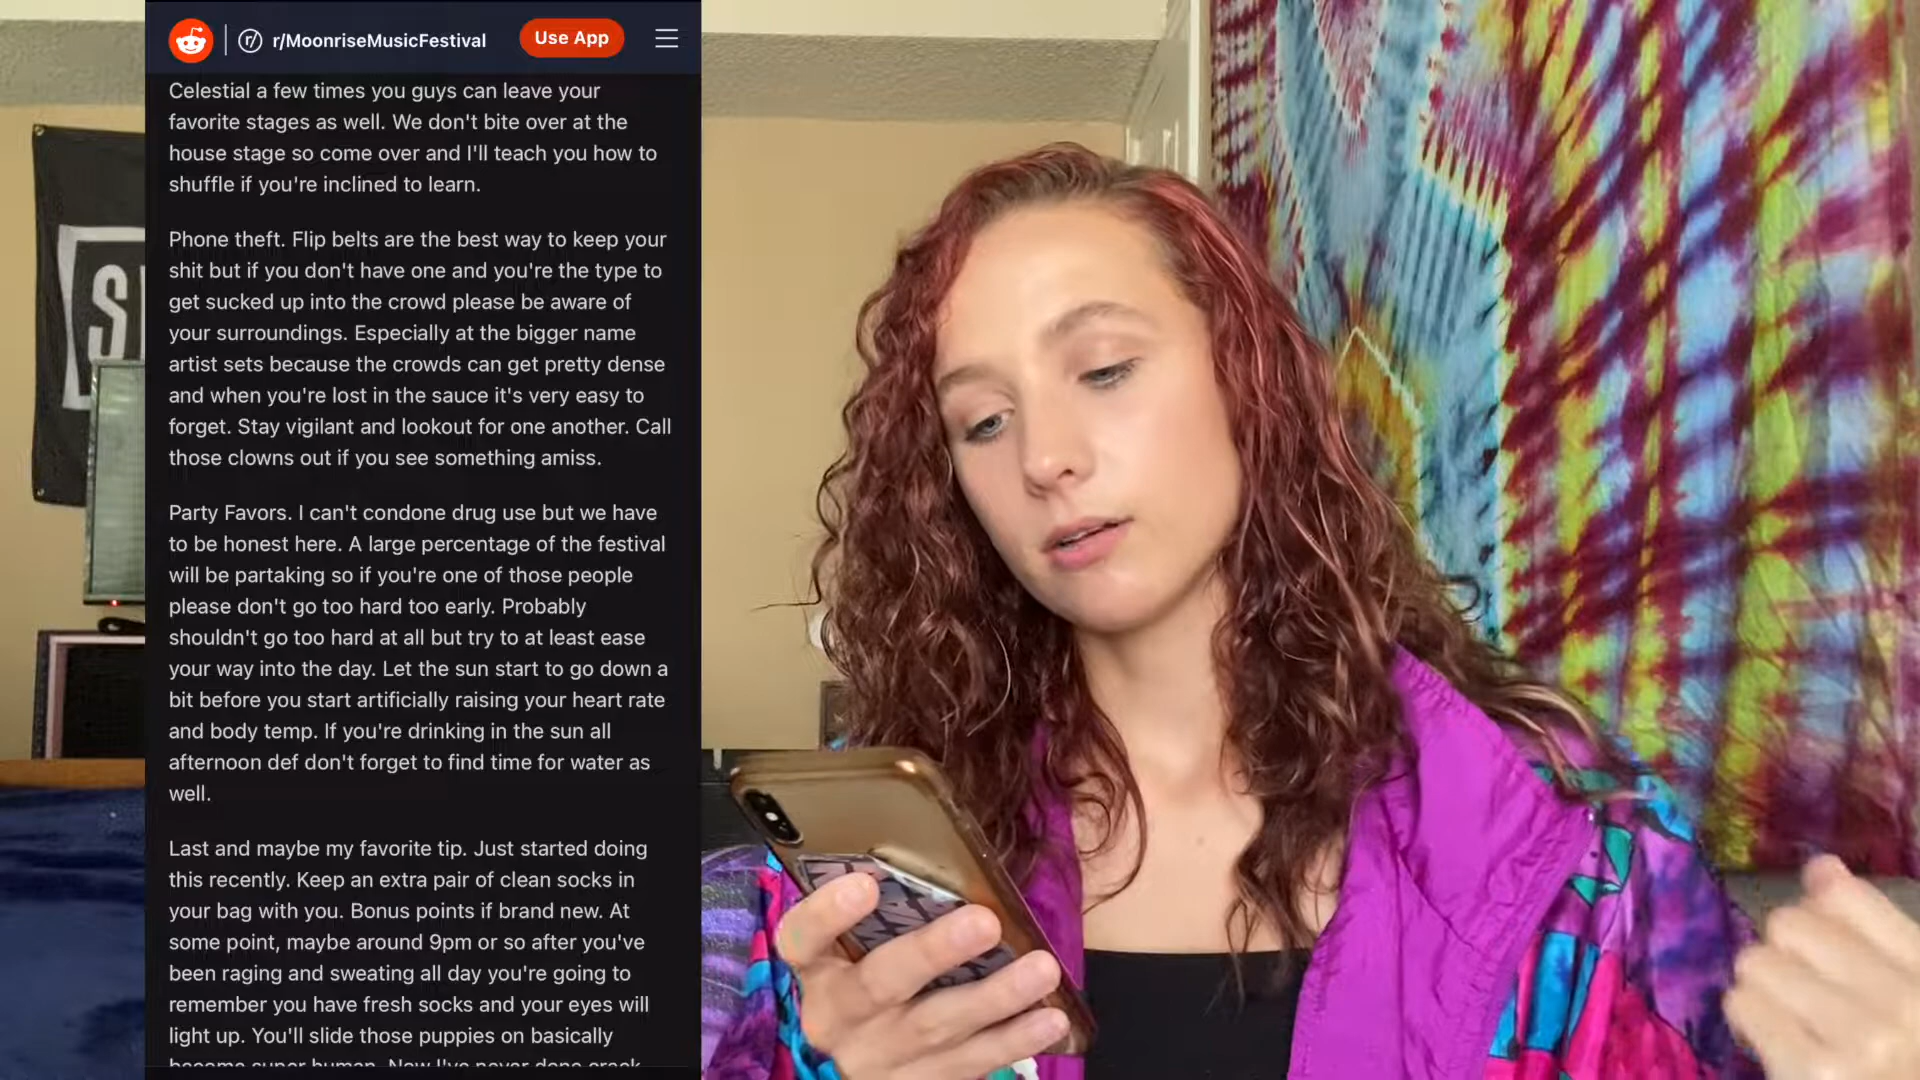 r/MoonriseMusicFestival
Use App
Celestial a few times you guys can leave your
favorite stages as well. We don't bite over at the
house stage so come over and I'll teach you how to
shuffle if you're inclined to learn.
Phone theft. Flip belts are the best way to keep your
shit but if you don't have one and you're the type to
get sucked up into the crowd please be aware of
your surroundings. Especially at the bigger name
artist sets because the crowds can get pretty dense
and when you're lost in the sauce it's very easy to
forget. Stay vigilant and lookout for one another. Call
those clowns out if you see something amiss.
Party Favors. I can't condone drug use but we have
to be honest here. A large percentage of the festival
will be partaking so if you're one of those people
please don't go too hard too early. Probably
shouldn't go too hard at all but try to at least ease
your way into the day. Let the sun start to go down a
bit before you start artificially raising your heart rate
and body temp. If you're drinking in the sun all
afternoon def don't forget to find time for water as
well.
Last and maybe my favorite tip. Just started doing
this recently. Keep an extra pair of clean socks in
your bag with you. Bonus points if brand new. At
some point, maybe around 9pm or so after you've
been raging and sweating all day you're going to
remember you have fresh socks and your eyes will
light up. You'll slide those puppies on basically
become super human. Now I've never done crack